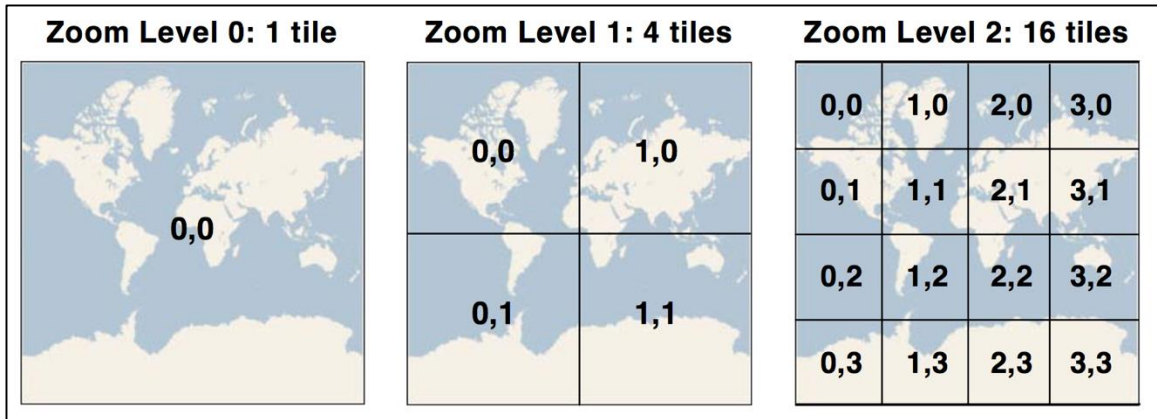 Zoom Level 0: 1 tile
0,0
Zoom Level 1: 4 tiles
0,0 1,0
0,1 1,1
Zoom Level 2: 16 tiles
0,0 1,0 2,0 3,0
0,1 1,1 2,1 3,1
0,2 1,2 2,2 3,2
0,3 1,3 2,3 3,3